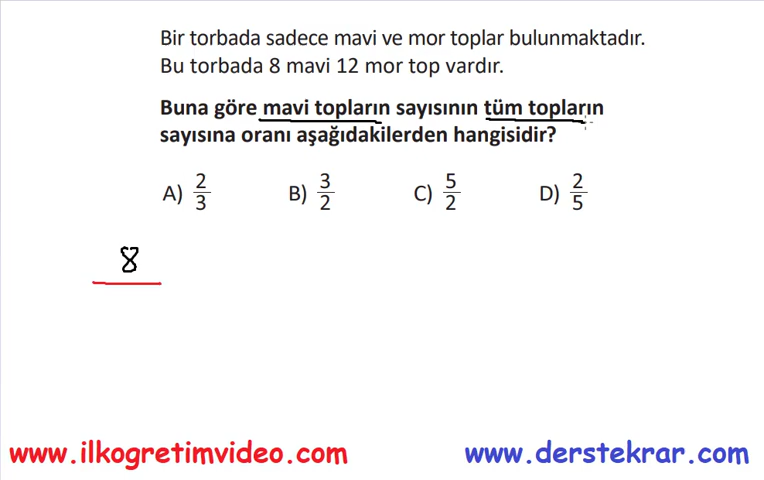 Bir torbada sadece mavi ve mor toplar bulunmaktadır.
Bu torbada 8 mavi 12 mor top vardır.
Buna göre mavi topların sayısının tüm topların
sayısına oranı aşağıdakilerden hangisidir?
A) 2/3 B) 3/2 C) 5/2 D) 2/5
8
www.ilkogretimvideo.com www.derstekrar.com